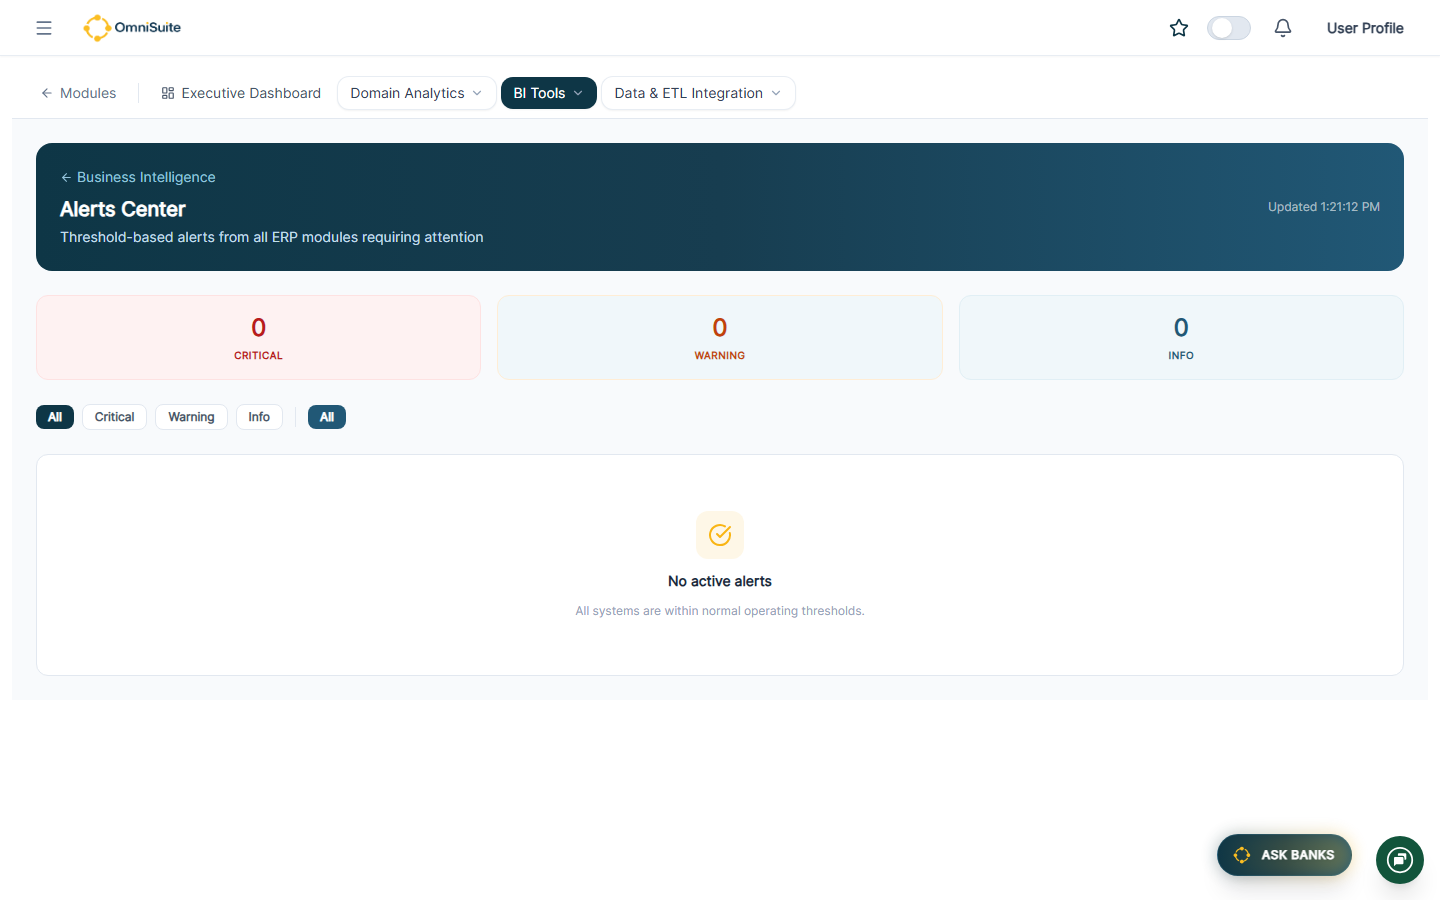 OmniSuite
User Profile
Modules
Executive Dashboard
Domain Analytics
BI Tools
Data & ETL Integration
Business Intelligence
Alerts Center
Updated 1:21:12 PM
Threshold-based alerts from all ERP modules requiring attention
0
CRITICAL
0
WARNING
0
INFO
All
Critical
Warning
Info
All
No active alerts
All systems are within normal operating thresholds.
ASK BANKS